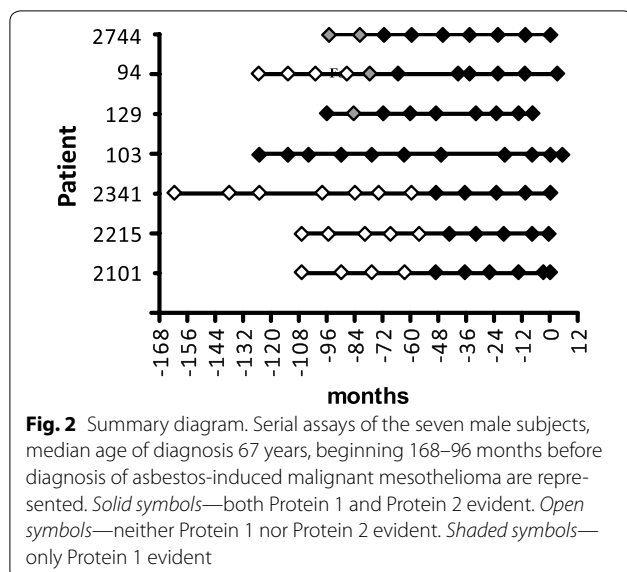 2744
94
F
129
103
2341
2215
2101
Patient
-168 -156 -144 -132 -120 -108 -96 -84 -72 -60 -48 -36 -24 -12 0 12
months
Fig. 2 Summary diagram. Serial assays of the seven male subjects,
median age of diagnosis 67 years, beginning 168–96 months before
diagnosis of asbestos-induced malignant mesothelioma are repre-
sented. Solid symbols—both Protein 1 and Protein 2 evident. Open
symbols—neither Protein 1 nor Protein 2 evident. Shaded symbols—
only Protein 1 evident